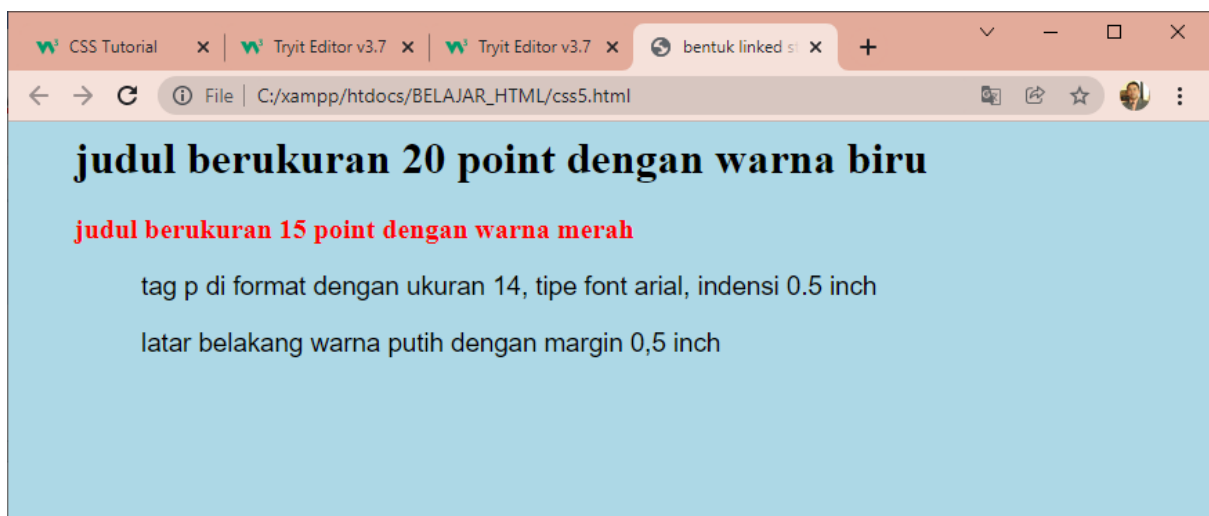 CSS Tutorial
Tryit Editor v3.7
Tryit Editor v3.7
bentuk linked s
File
C:/xampp/htdocs/BELAJAR_HTML/css5.html
judul berukuran 20 point dengan warna biru
judul berukuran 15 point dengan warna merah
tag p di format dengan ukuran 14, tipe font arial, indensi 0.5 inch
latar belakang warna putih dengan margin 0,5 inch